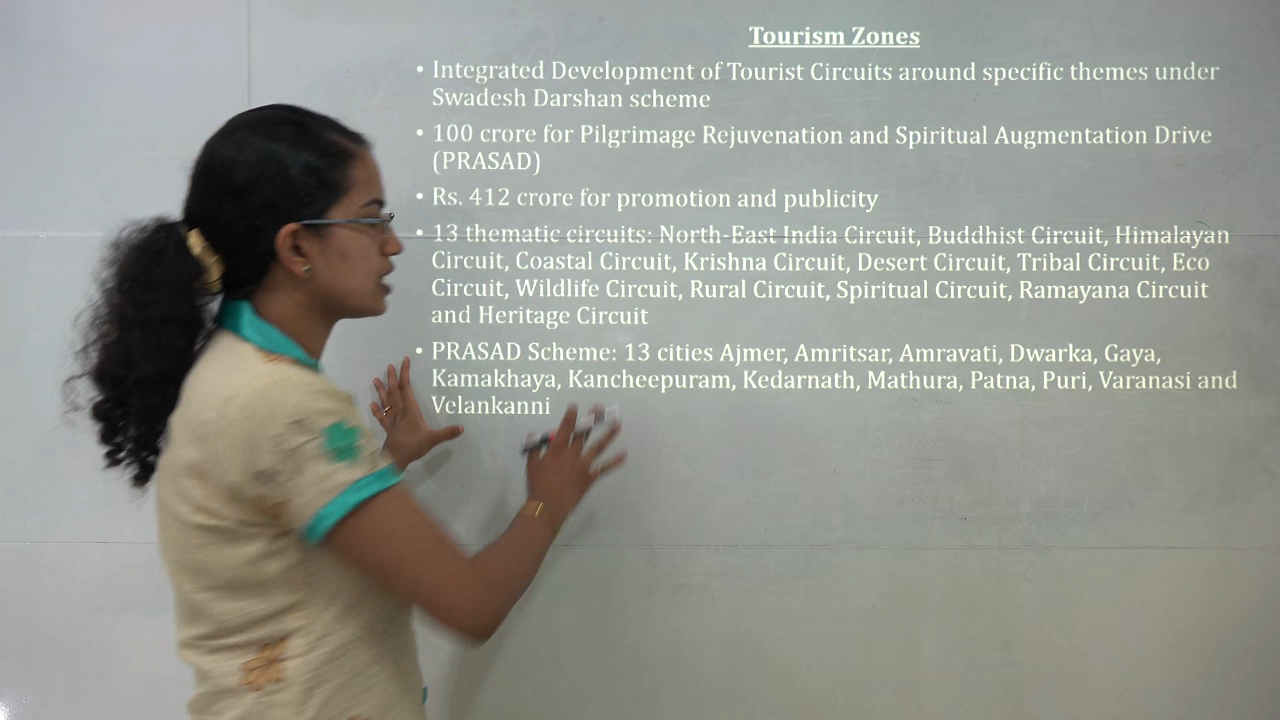 Tourism Zones
• Integrated Development of Tourist Circuits around specific themes under
Swadesh Darshan scheme
• 100 crore for Pilgrimage Rejuvenation and Spiritual Augmentation Drive
(PRASAD)
• Rs. 412 crore for promotion and publicity
• 13 thematic circuits: North-East India Circuit, Buddhist Circuit, Himalayan
Circuit, Coastal Circuit, Krishna Circuit, Desert Circuit, Tribal Circuit, Eco
Circuit, Wildlife Circuit, Rural Circuit, Spiritual Circuit, Ramayana Circuit
and Heritage Circuit
• PRASAD Scheme: 13 cities Ajmer, Amritsar, Amravati, Dwarka, Gaya,
Kamakhaya, Kancheepuram, Kedarnath, Mathura, Patna, Puri, Varanasi and
Velankanni